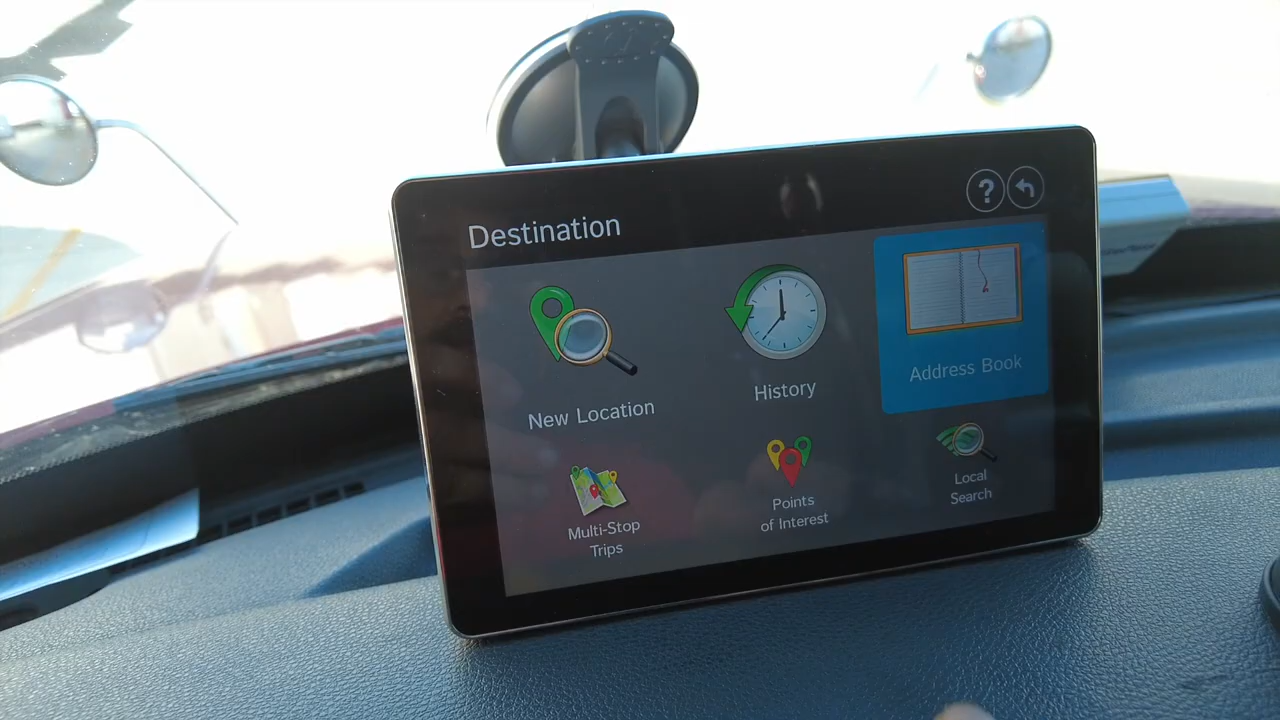 Destination
?
New Location
History
Address Book
Multi-Stop
Trips
Points
of Interest
Local
Search